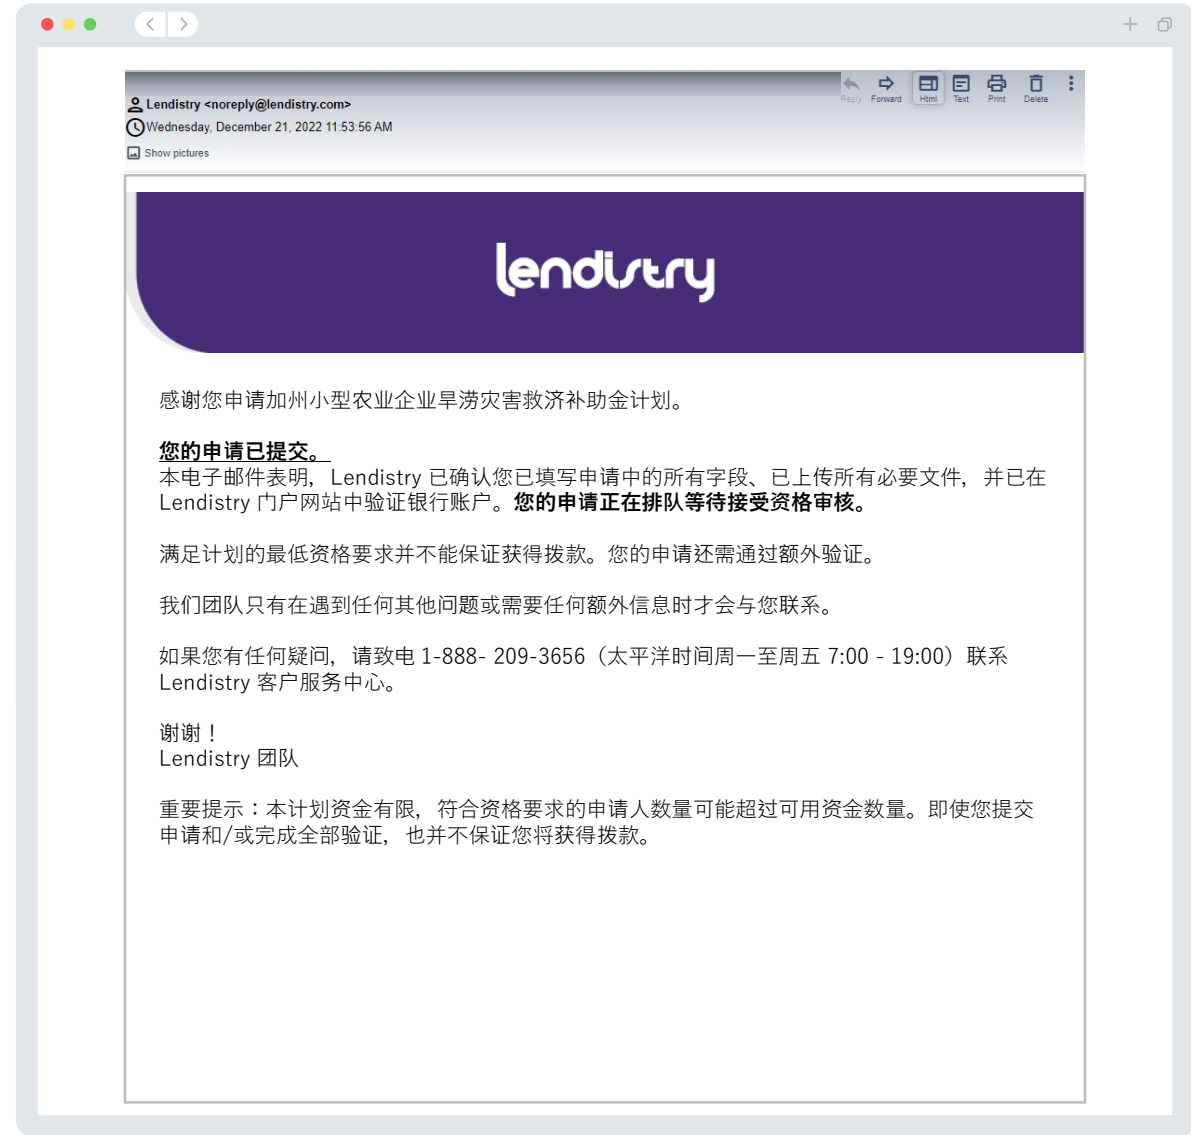 Lendistry <noreply@lendistry.com>
Wednesday, December 21, 2022 11:53:56 AM
Show pictures
Reply Forward Html Text Print Delete
lendistry
感谢您申请加州小型农业企业旱涝灾害救济补助金计划。
您的申请已提交。
本电子邮件表明，Lendistry 已确认您已填写申请中的所有字段、已上传所有必要文件，并已在
Lendistry 门户网站中验证银行账户。您的申请正在排队等待接受资格审核。
满足计划的最低资格要求并不能保证获得拨款。您的申请还需通过额外验证。
我们团队只有在遇到任何其他问题或需要任何额外信息时才会与您联系。
如果您有任何疑问，请致电 1-888- 209-3656（太平洋时间周一至周五 7:00 - 19:00）联系
Lendistry 客户服务中心。
谢谢！
Lendistry 团队
重要提示：本计划资金有限，符合资格要求的申请人数量可能超过可用资金数量。即使您提交
申请和/或完成全部验证，也并不保证您将获得拨款。